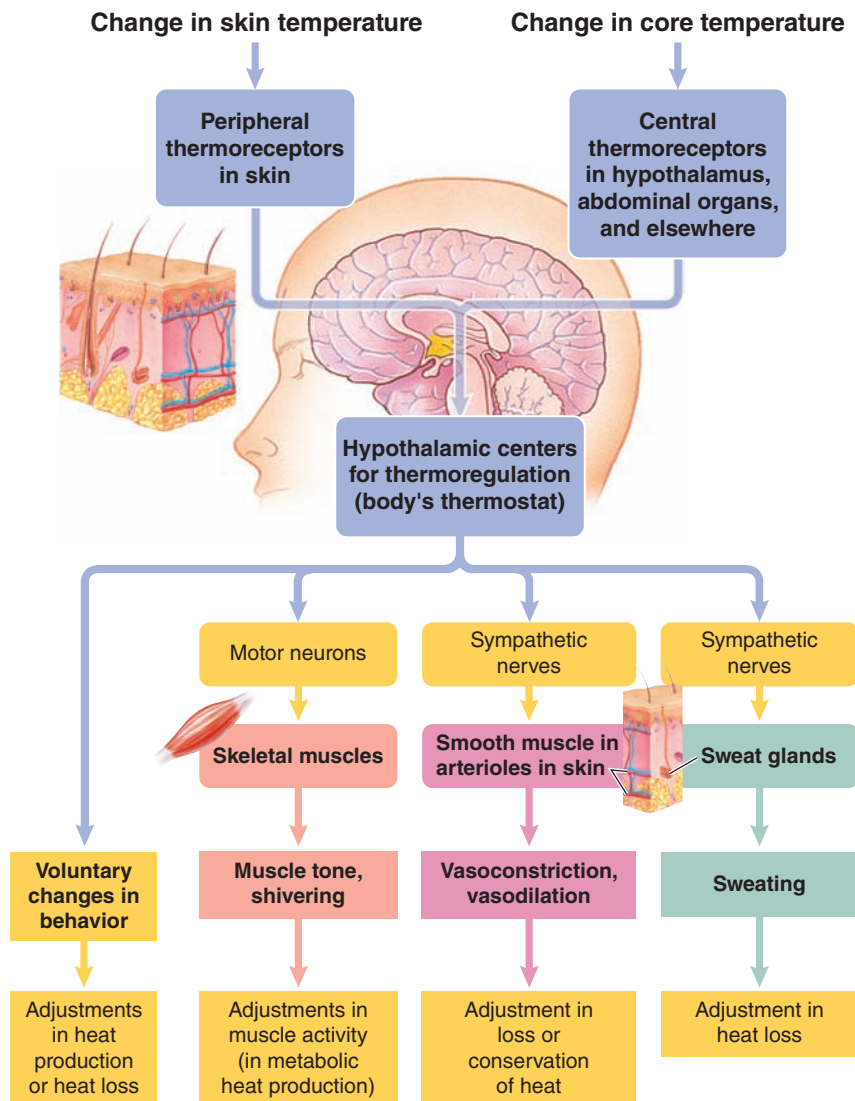 Change in skin temperature
Change in core temperature
Peripheral
thermoreceptors
in skin
Central
thermoreceptors
in hypothalamus,
abdominal organs,
and elsewhere
Hypothalamic centers
for thermoregulation
(body's thermostat)
Motor neurons
Sympathetic
nerves
Sympathetic
nerves
Skeletal muscles
Smooth muscle in
arterioles in skin
Sweat glands
Voluntary
changes in
behavior
Muscle tone,
shivering
Vasoconstriction,
vasodilation
Sweating
Adjustments
in heat
production
or heat loss
Adjustments in
muscle activity
(in metabolic
heat production)
Adjustment in
loss or
conservation
of heat
Adjustment in
heat loss